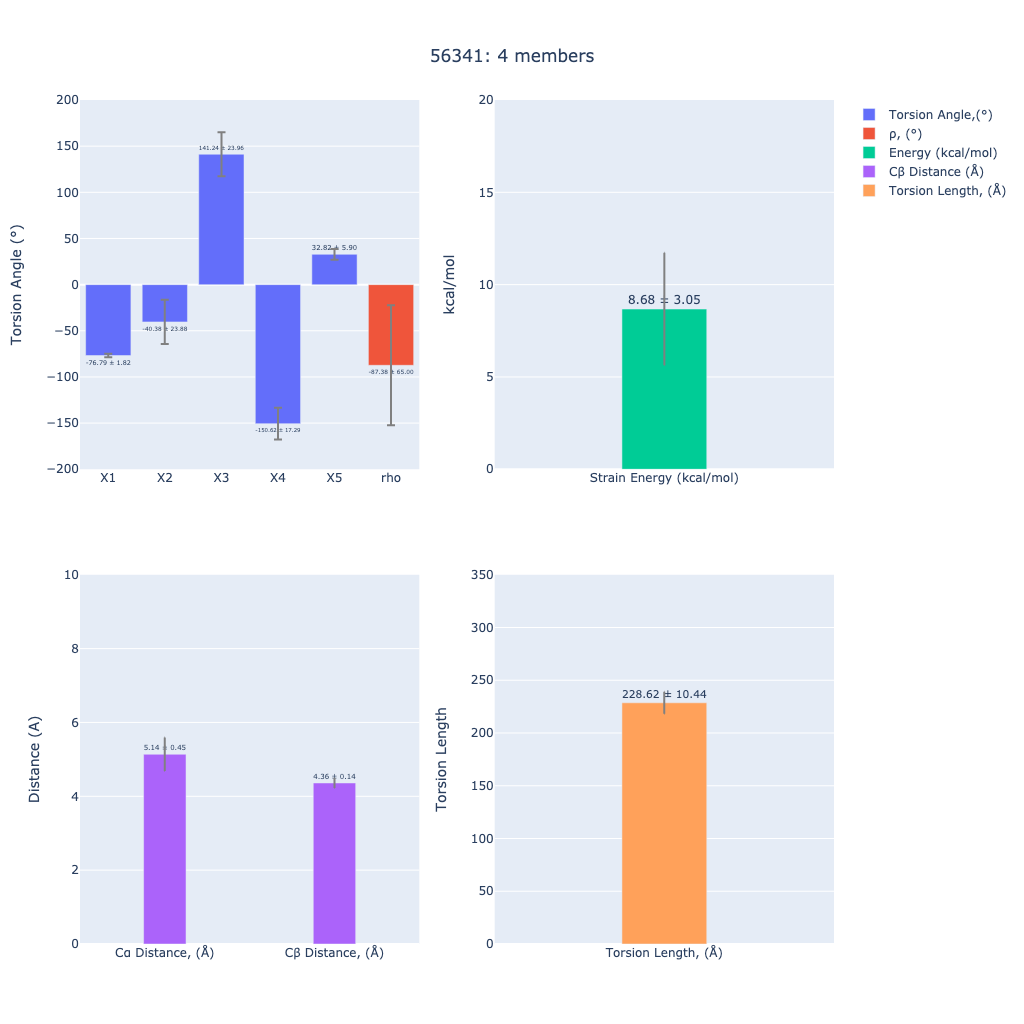 56341: 4 members
Torsion Angle (°)
200
150
100
50
0
−50
−100
−150
−200
-76.79 ± 1.82
-40.38 ± 23.88
141.24 ± 23.96
-150.62 ± 17.29
32.82 ± 5.90
-87.38 ± 65.00
X1 X2 X3 X4 X5 rho
kcal/mol
20
15
10
5
0
8.68 ± 3.05
Strain Energy (kcal/mol)
Torsion Angle,(°)
ρ, (°)
Energy (kcal/mol)
Cβ Distance (Å)
Torsion Length, (Å)
Distance (A)
10
8
6
4
2
0
5.14 ± 0.45
4.36 ± 0.14
Cα Distance, (Å) Cβ Distance, (Å)
Torsion Length
350
300
250
200
150
100
50
0
228.62 ± 10.44
Torsion Length, (Å)